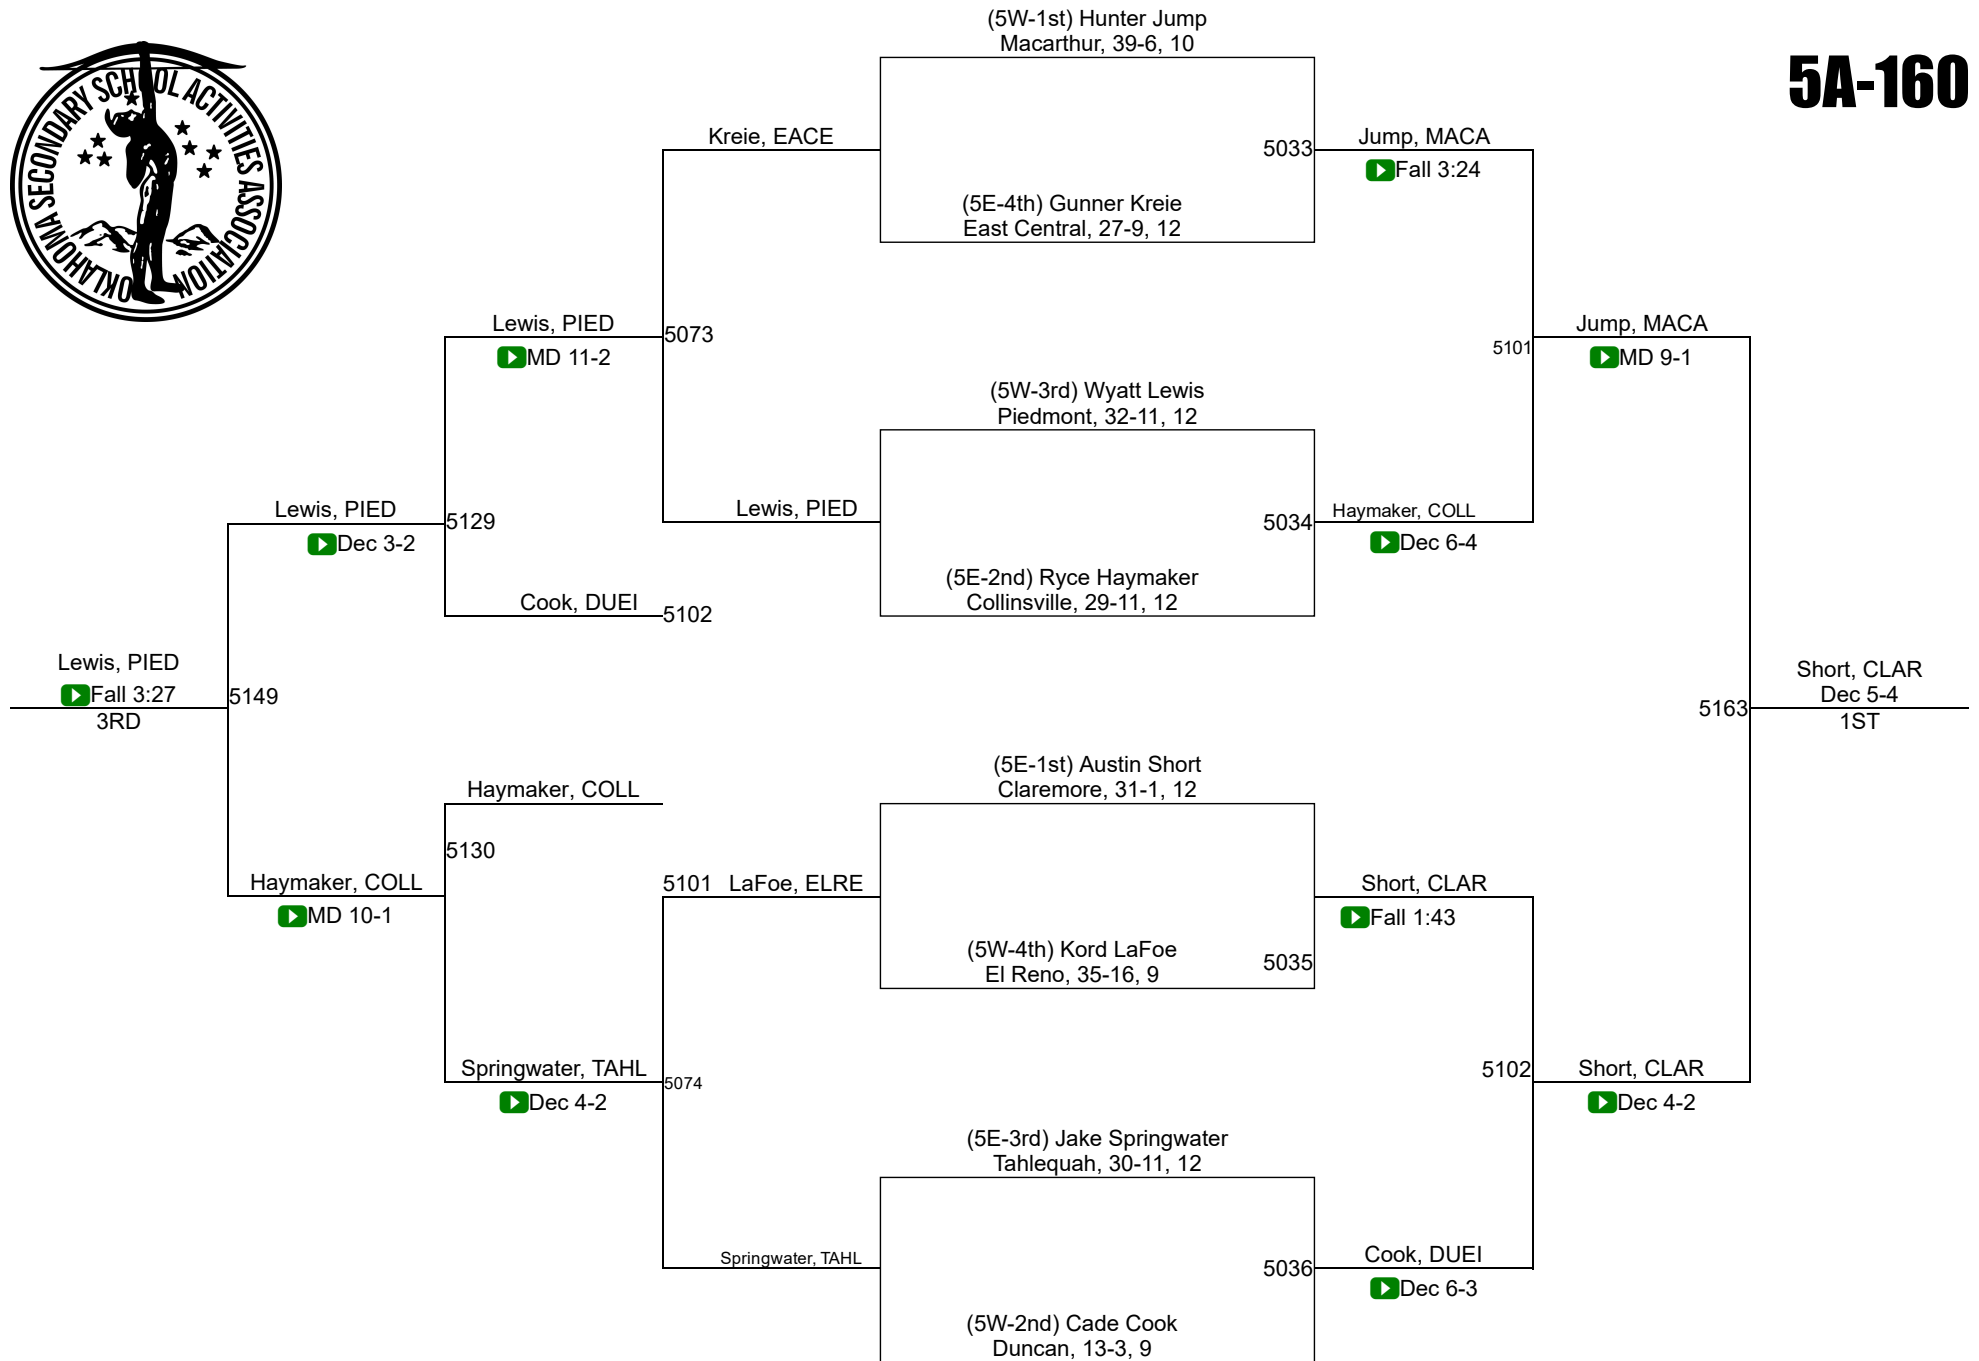 (5W-1st) Hunter Jump
Macarthur, 39-6, 10
5A-160
OKLAHOMA SECONDARY SCHOOL ACTIVITIES ASSOCIATION
Kreie, EACE
5033
Jump, MACA
Fall 3:24
(5E-4th) Gunner Kreie
East Central, 27-9, 12
Lewis, PIED
MD 11-2
5073
5101
Jump, MACA
MD 9-1
(5W-3rd) Wyatt Lewis
Piedmont, 32-11, 12
Lewis, PIED
Dec 3-2
5129
Lewis, PIED
5034
Haymaker, COLL
Dec 6-4
(5E-2nd) Ryce Haymaker
Collinsville, 29-11, 12
Cook, DUEI
5102
Lewis, PIED
Fall 3:27
3RD
5149
5163
Short, CLAR
Dec 5-4
1ST
(5E-1st) Austin Short
Claremore, 31-1, 12
Haymaker, COLL
5130
Haymaker, COLL
MD 10-1
5101
LaFoe, ELRE
Short, CLAR
Fall 1:43
(5W-4th) Kord LaFoe
El Reno, 35-16, 9
5035
Springwater, TAHL
Dec 4-2
5074
5102
Short, CLAR
Dec 4-2
(5E-3rd) Jake Springwater
Tahlequah, 30-11, 12
Springwater, TAHL
5036
Cook, DUEI
Dec 6-3
(5W-2nd) Cade Cook
Duncan, 13-3, 9